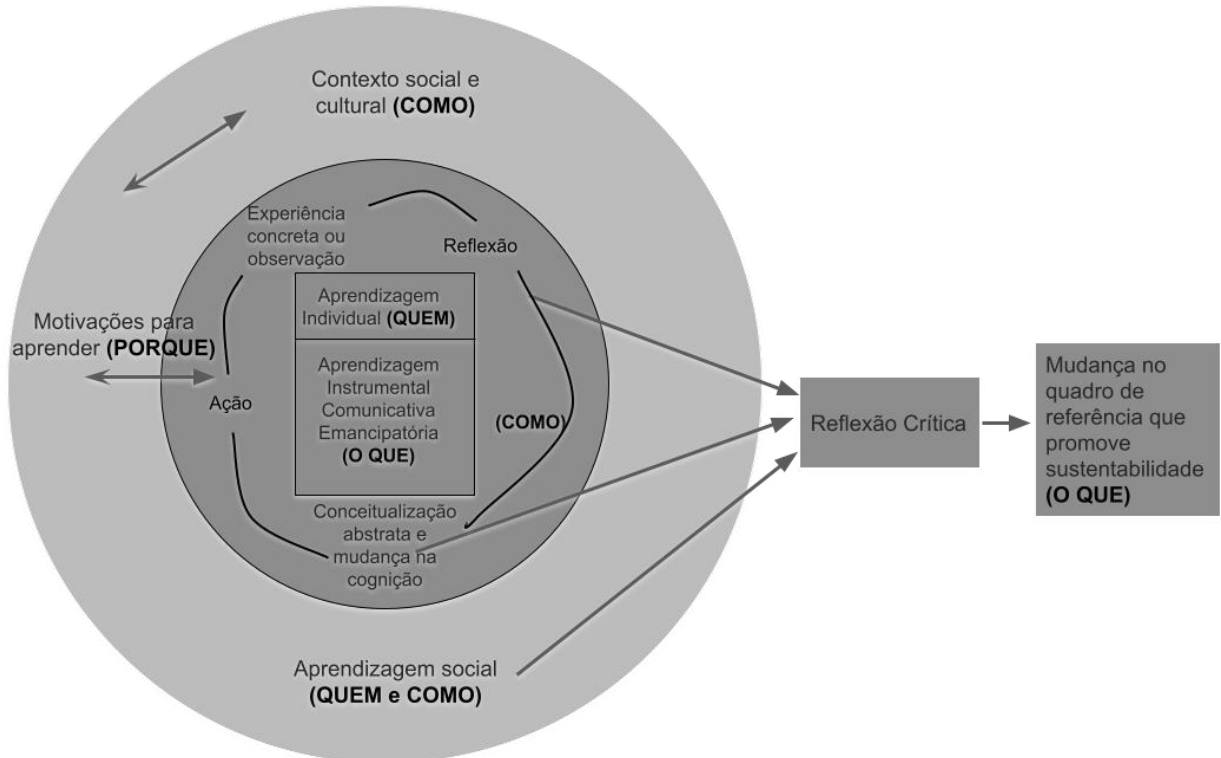 Contexto social e
cultural (COMO)
Experiência
concreta ou
observação
Reflexão
Aprendizagem
Individual (QUEM)
Motivações para
aprender (PORQUE)
Aprendizagem
Instrumental
Comunicativa
Emancipatória
(O QUE)
Ação
(COMO)
Conceitualização
abstrata e
mudança na
cognição
Aprendizagem social
(QUEM e COMO)
Reflexão Crítica
Mudança no
quadro de
referência que
promove
sustentabilidade
(O QUE)